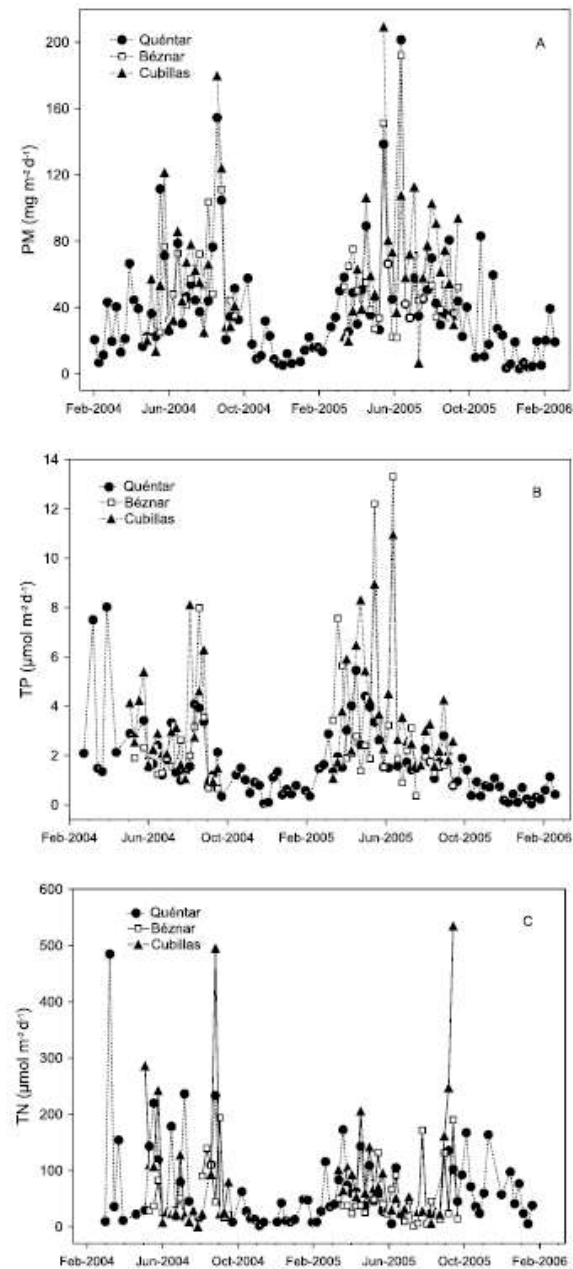 A
Quéntar
Béznar
Cubillas
PM (mg m⁻² d⁻¹)
200
160
120
80
40
0
Feb-2004 Jun-2004 Oct-2004 Feb-2005 Jun-2005 Oct-2005 Feb-2006
B
Quéntar
Béznar
Cubillas
TP (µmol m⁻² d⁻¹)
14
12
10
8
6
4
2
0
Feb-2004 Jun-2004 Oct-2004 Feb-2005 Jun-2005 Oct-2005 Feb-2006
C
Quéntar
Béznar
Cubillas
TN (µmol m⁻² d⁻¹)
600
500
400
300
200
100
0
Feb-2004 Jun-2004 Oct-2004 Feb-2005 Jun-2005 Oct-2005 Feb-2006